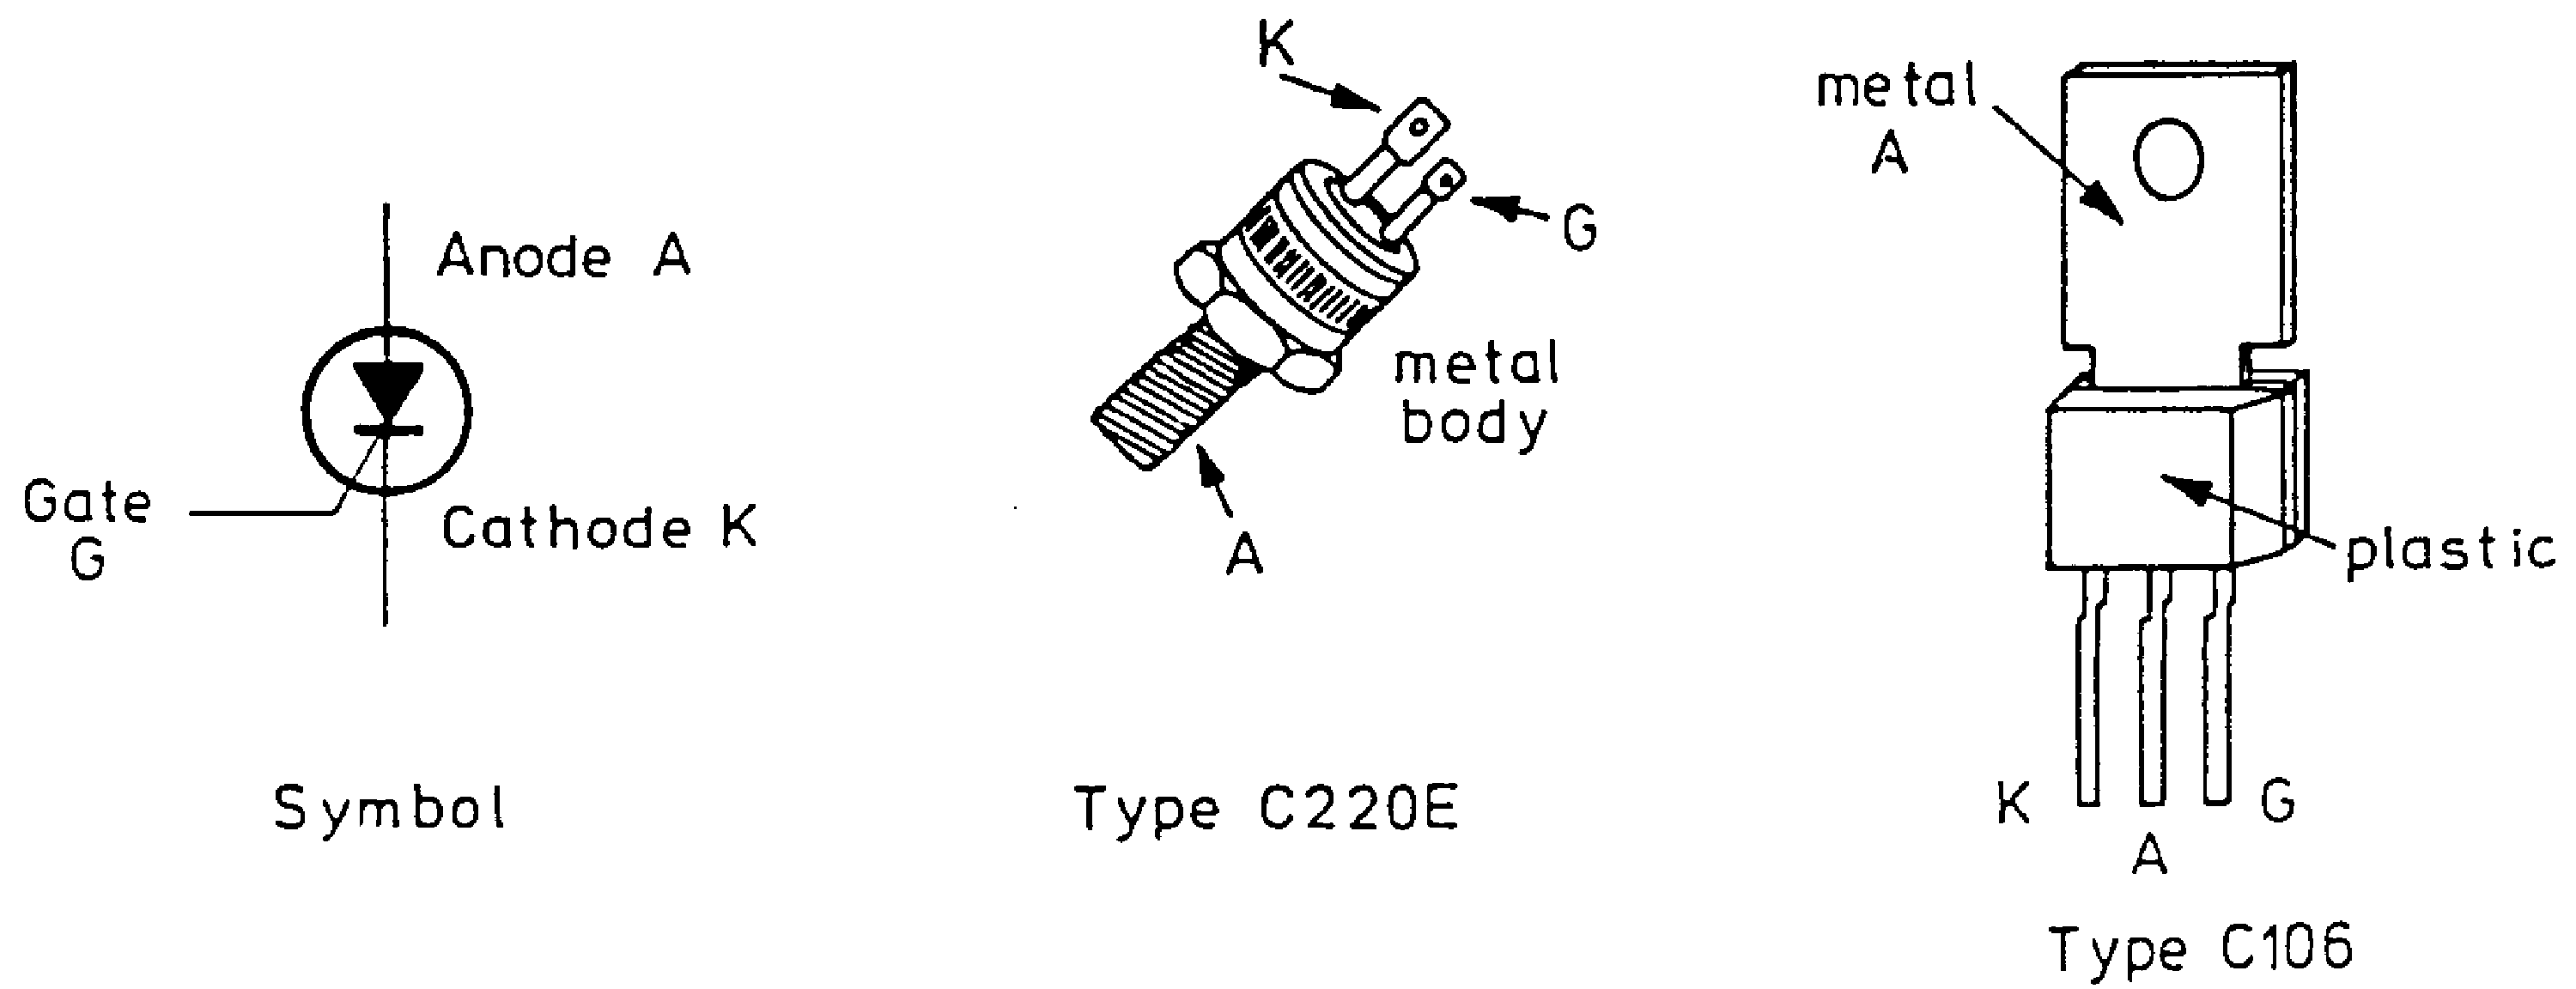 Anode A
Gate
G
Cathode K
Symbol
K
G
metal
body
A
Type C220E
metal
A
plastic
K
G
A
Type C106